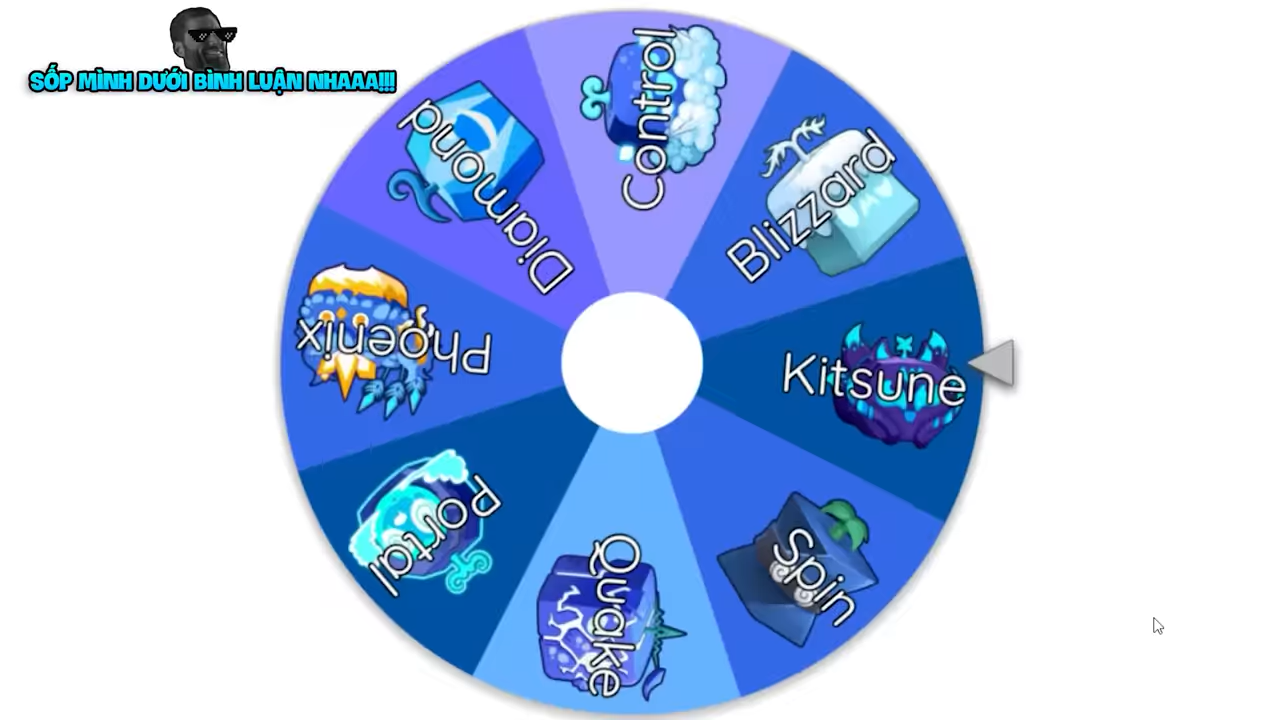 SỐP MÌNH DƯỚI BÌNH LUẬN NHAAA!!!
Control
Blizzard
Kitsune
Spin
Quake
Portal
Phoenix
Diamond